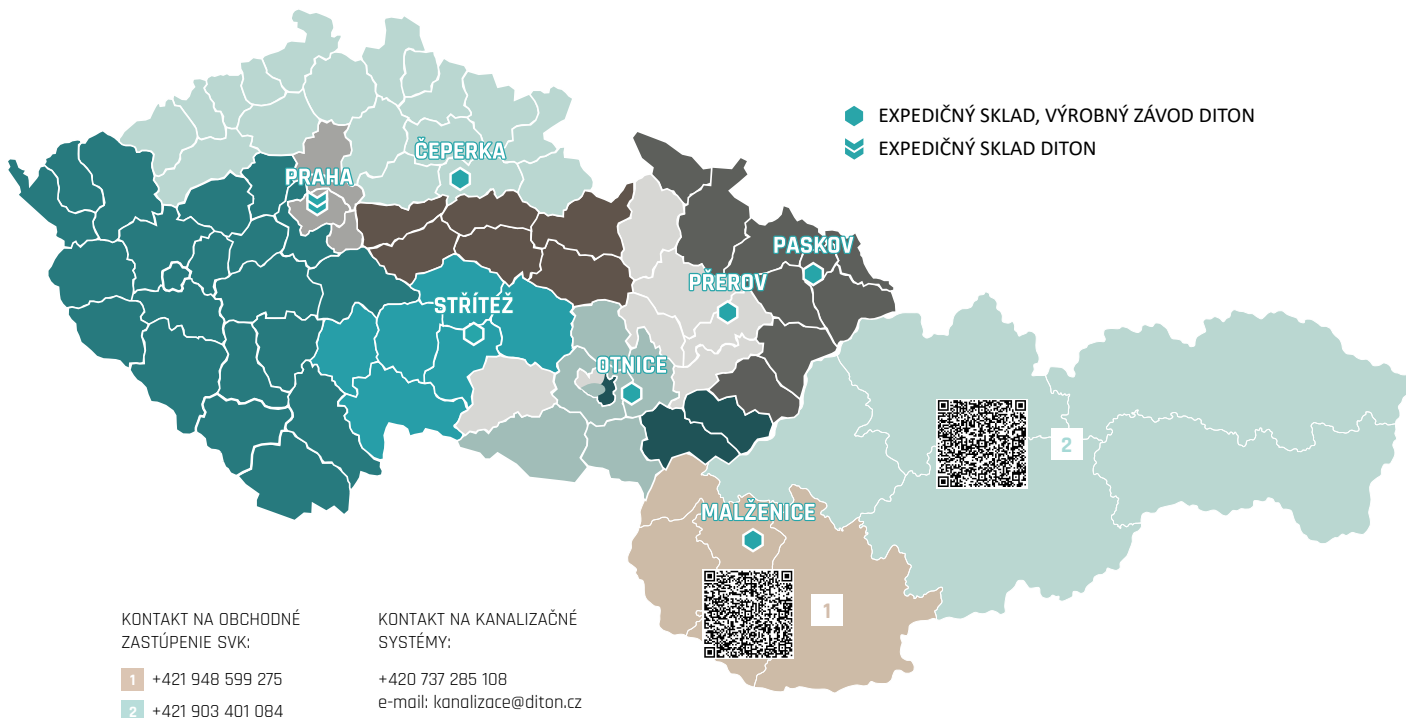 EXPEDIČNÝ SKLAD, VÝROBNÝ ZÁVOD DITON
EXPEDIČNÝ SKLAD DITON
ČEPERKA
PRAHA
PASKOV
PŘEROV
STŘÍTEŽ
OTNICE
2
MALŽENICE
1
KONTAKT NA OBCHODNÉ
ZASTÚPENIE SVK:
1 +421 948 599 275
2 +421 903 401 084
KONTAKT NA KANALIZAČNÉ
SYSTÉMY:
+420 737 285 108
e-mail: kanalizace@diton.cz